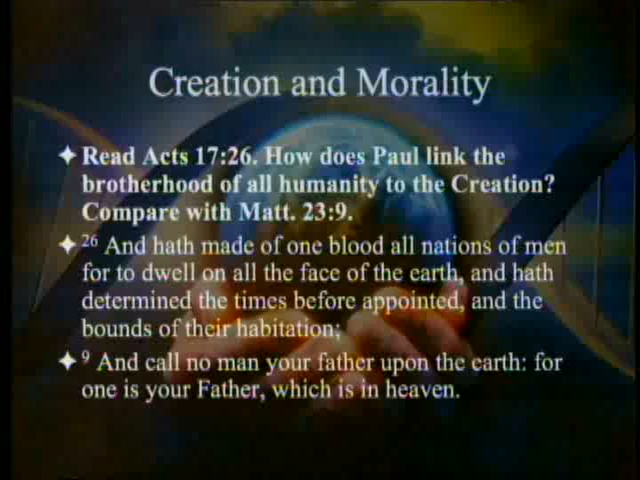 Creation and Morality
Read Acts 17:26. How does Paul link the
brotherhood of all humanity to the Creation?
Compare with Matt. 23:9.
26 And hath made of one blood all nations of men
for to dwell on all the face of the earth, and hath
determined the times before appointed, and the
bounds of their habitation;
9 And call no man your father upon the earth: for
one is your Father, which is in heaven.